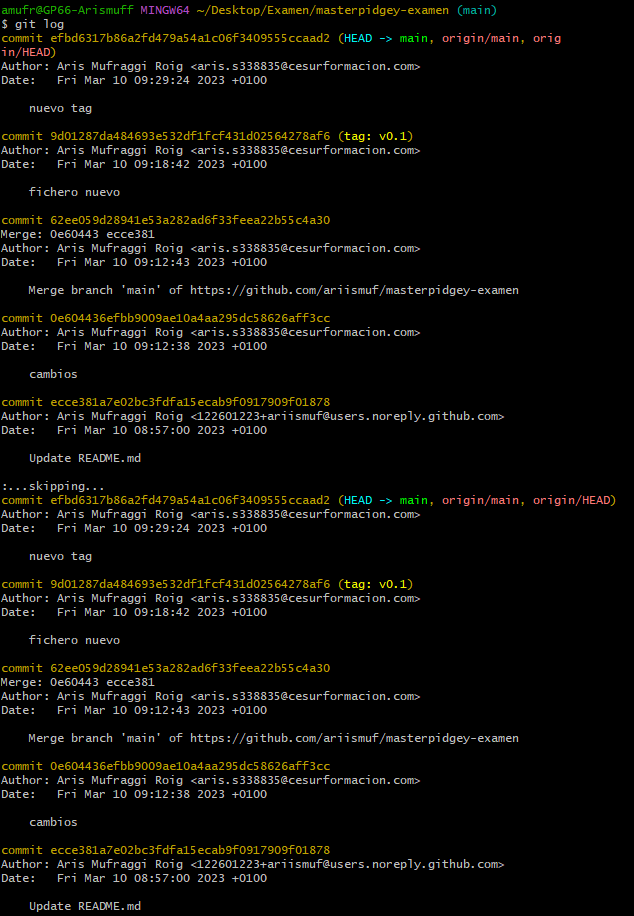 amufr@GP66-Arismuff MINGW64 ~/Desktop/Examen/masterpidgey-examen (main)
$ git log
commit efbd6317b86a2fd479a54a1c06f3409555ccaad2 (HEAD -> main, origin/main, orig
in/HEAD)
Author: Aris Mufraggi Roig <aris.s338835@cesurformacion.com>
Date:   Fri Mar 10 09:29:24 2023 +0100

    nuevo tag

commit 9d01287da484693e532df1fcf431d02564278af6 (tag: v0.1)
Author: Aris Mufraggi Roig <aris.s338835@cesurformacion.com>
Date:   Fri Mar 10 09:18:42 2023 +0100

    fichero nuevo

commit 62ee059d28941e53a282ad6f33feea22b55c4a30
Merge: 0e60443 ecce381
Author: Aris Mufraggi Roig <aris.s338835@cesurformacion.com>
Date:   Fri Mar 10 09:12:43 2023 +0100

    Merge branch 'main' of https://github.com/ariismuf/masterpidgey-examen

commit 0e604436efbb9009ae10a4aa295dc58626aff3cc
Author: Aris Mufraggi Roig <aris.s338835@cesurformacion.com>
Date:   Fri Mar 10 09:12:38 2023 +0100

    cambios

commit ecce381a7e02bc3fdfa15ecab9f0917909f01878
Author: Aris Mufraggi Roig <122601223+ariismuf@users.noreply.github.com>
Date:   Fri Mar 10 08:57:00 2023 +0100

    Update README.md

:...skipping...
commit efbd6317b86a2fd479a54a1c06f3409555ccaad2 (HEAD -> main, origin/main, origin/HEAD)
Author: Aris Mufraggi Roig <aris.s338835@cesurformacion.com>
Date:   Fri Mar 10 09:29:24 2023 +0100

    nuevo tag

commit 9d01287da484693e532df1fcf431d02564278af6 (tag: v0.1)
Author: Aris Mufraggi Roig <aris.s338835@cesurformacion.com>
Date:   Fri Mar 10 09:18:42 2023 +0100

    fichero nuevo

commit 62ee059d28941e53a282ad6f33feea22b55c4a30
Merge: 0e60443 ecce381
Author: Aris Mufraggi Roig <aris.s338835@cesurformacion.com>
Date:   Fri Mar 10 09:12:43 2023 +0100

    Merge branch 'main' of https://github.com/ariismuf/masterpidgey-examen

commit 0e604436efbb9009ae10a4aa295dc58626aff3cc
Author: Aris Mufraggi Roig <aris.s338835@cesurformacion.com>
Date:   Fri Mar 10 09:12:38 2023 +0100

    cambios

commit ecce381a7e02bc3fdfa15ecab9f0917909f01878
Author: Aris Mufraggi Roig <122601223+ariismuf@users.noreply.github.com>
Date:   Fri Mar 10 08:57:00 2023 +0100

    Update README.md